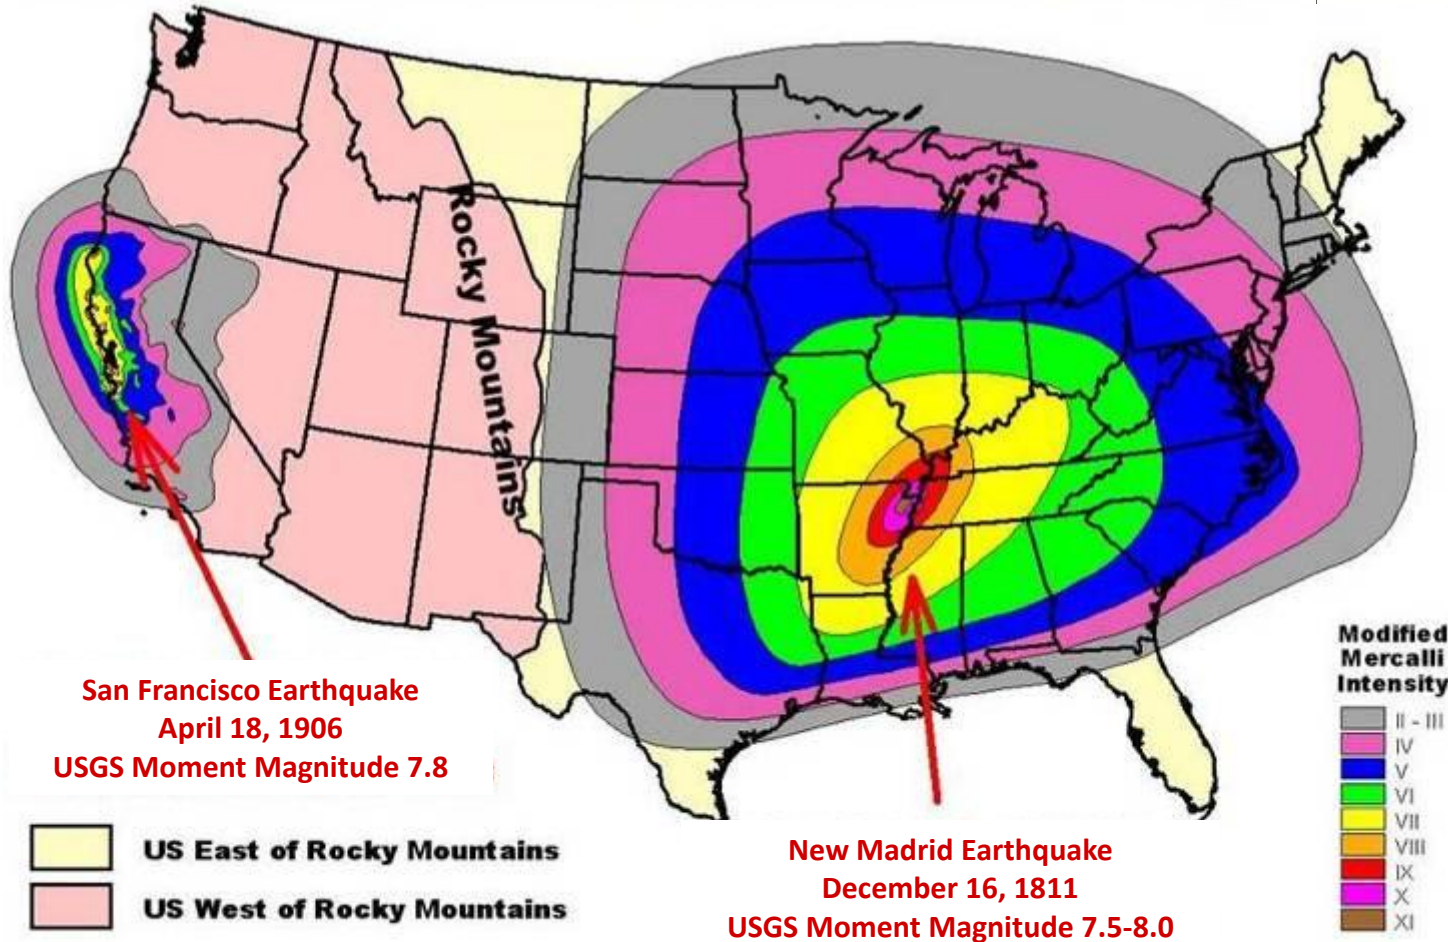 Rocky Mountains
San Francisco Earthquake
April 18, 1906
USGS Moment Magnitude 7.8
US East of Rocky Mountains
US West of Rocky Mountains
New Madrid Earthquake
December 16, 1811
USGS Moment Magnitude 7.5-8.0
Modified
Mercalli
Intensity
II - III
IV
V
VI
VII
VIII
IX
X
XI